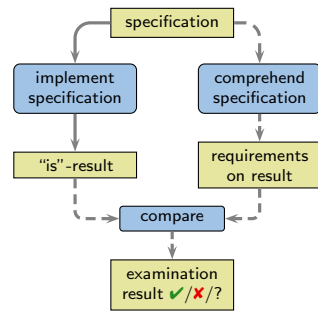 specification
implement
specification
comprehend
specification
“is”-result
requirements
on result
compare
examination
result ✔/✘/?